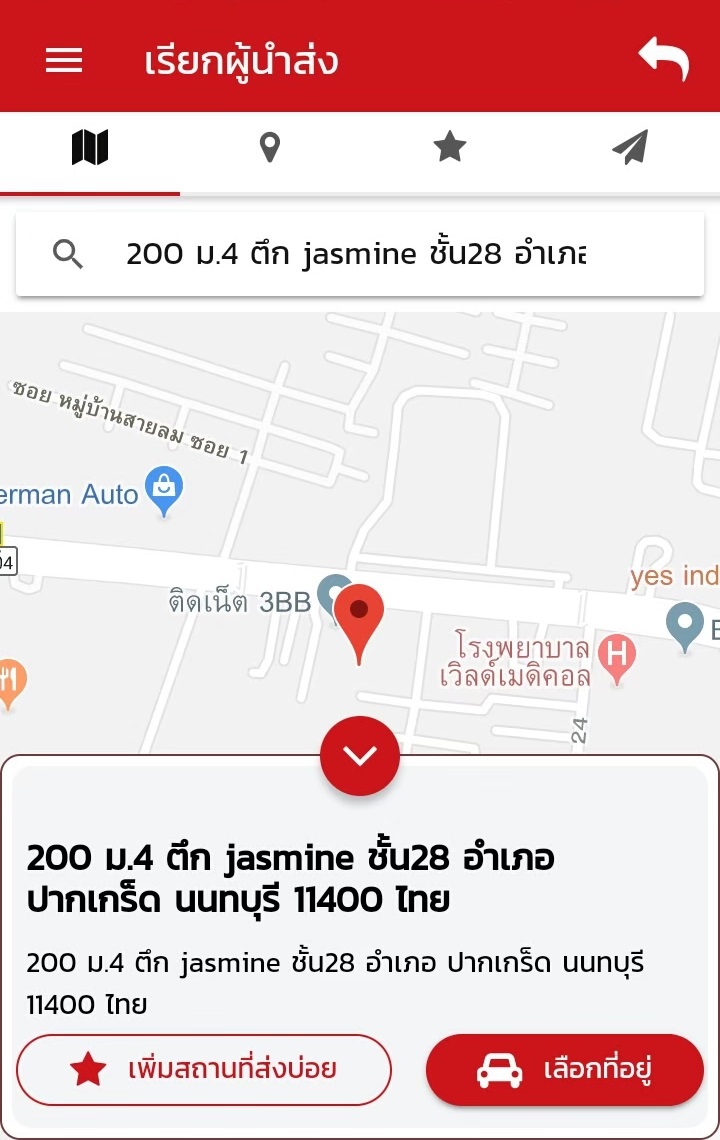 เรียกผู้นำส่ง
200 ม.4 ตึก jasmine ชั้น28 อำเภอ
ซอย หมู่บ้านสายลม ซอย 1
erman Auto
04
yes ind
ติดเน็ต 3BB
E
โรงพยาบาล
H
เวิลด์เมดิคอล
24
200 ม.4 ตึก jasmine ชั้น28 อำเภอ
ปากเกร็ด นนทบุรี 11400 ไทย
200 ม.4 ตึก jasmine ชั้น28 อำเภอ ปากเกร็ด นนทบุรี
11400 ไทย
เพิ่มสถานที่ส่งบ่อย
เลือกที่อยู่